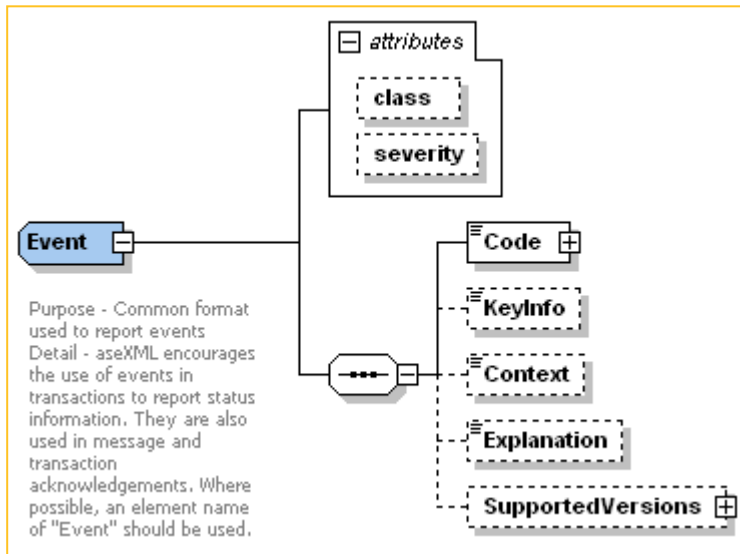 attributes
class
severity
Event
Code
KeyInfo
Context
Explanation
SupportedVersions
Purpose - Common format
used to report events
Detail - aseXML encourages
the use of events in
transactions to report status
information. They are also
used in message and
transaction
acknowledgements. Where
possible, an element name
of "Event" should be used.